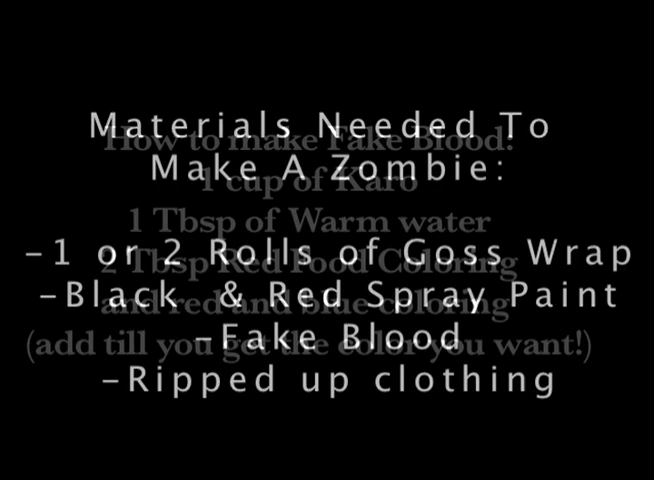 Materials Needed To
Make A Zombie:
-1 or 2 Rolls of Goss Wrap
-Black & Red Spray Paint
-Fake Blood
-Ripped up clothing
How to make Fake Blood:
1 cup of Karo
1 Tbsp of Warm water
2 Tbsp Red Food Coloring
and red and blue coloring
(add till you get the color you want!)